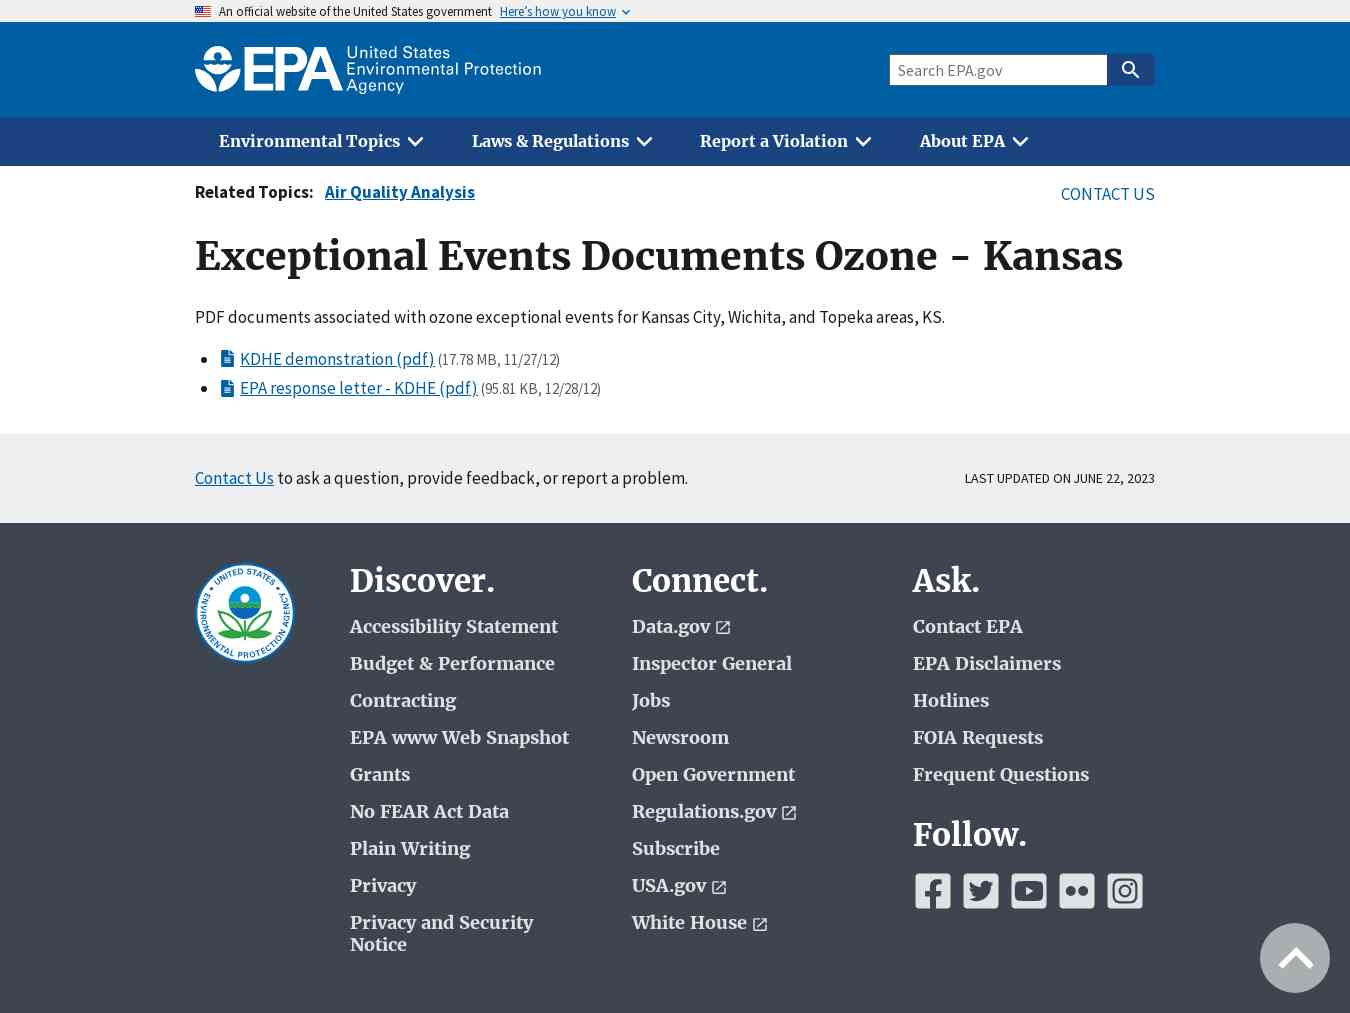 An official website of the United States government Here's how you know
EPA United States
Environmental Protection
Agency
Search EPA.gov
Environmental Topics Laws & Regulations Report a Violation About EPA
Related Topics: Air Quality Analysis CONTACT US
Exceptional Events Documents Ozone - Kansas
PDF documents associated with ozone exceptional events for Kansas City, Wichita, and Topeka areas, KS.
KDHE demonstration (pdf) (17.78 MB, 11/27/12)
EPA response letter - KDHE (pdf) (95.81 KB, 12/28/12)
Contact Us to ask a question, provide feedback, or report a problem. LAST UPDATED ON JUNE 22, 2023
UNITED STATES
ENVIRONMENTAL PROTECTION AGENCY
Discover.
Accessibility Statement
Budget & Performance
Contracting
EPA www Web Snapshot
Grants
No FEAR Act Data
Plain Writing
Privacy
Privacy and Security
Notice
Connect.
Data.gov
Inspector General
Jobs
Newsroom
Open Government
Regulations.gov
Subscribe
USA.gov
White House
Ask.
Contact EPA
EPA Disclaimers
Hotlines
FOIA Requests
Frequent Questions
Follow.